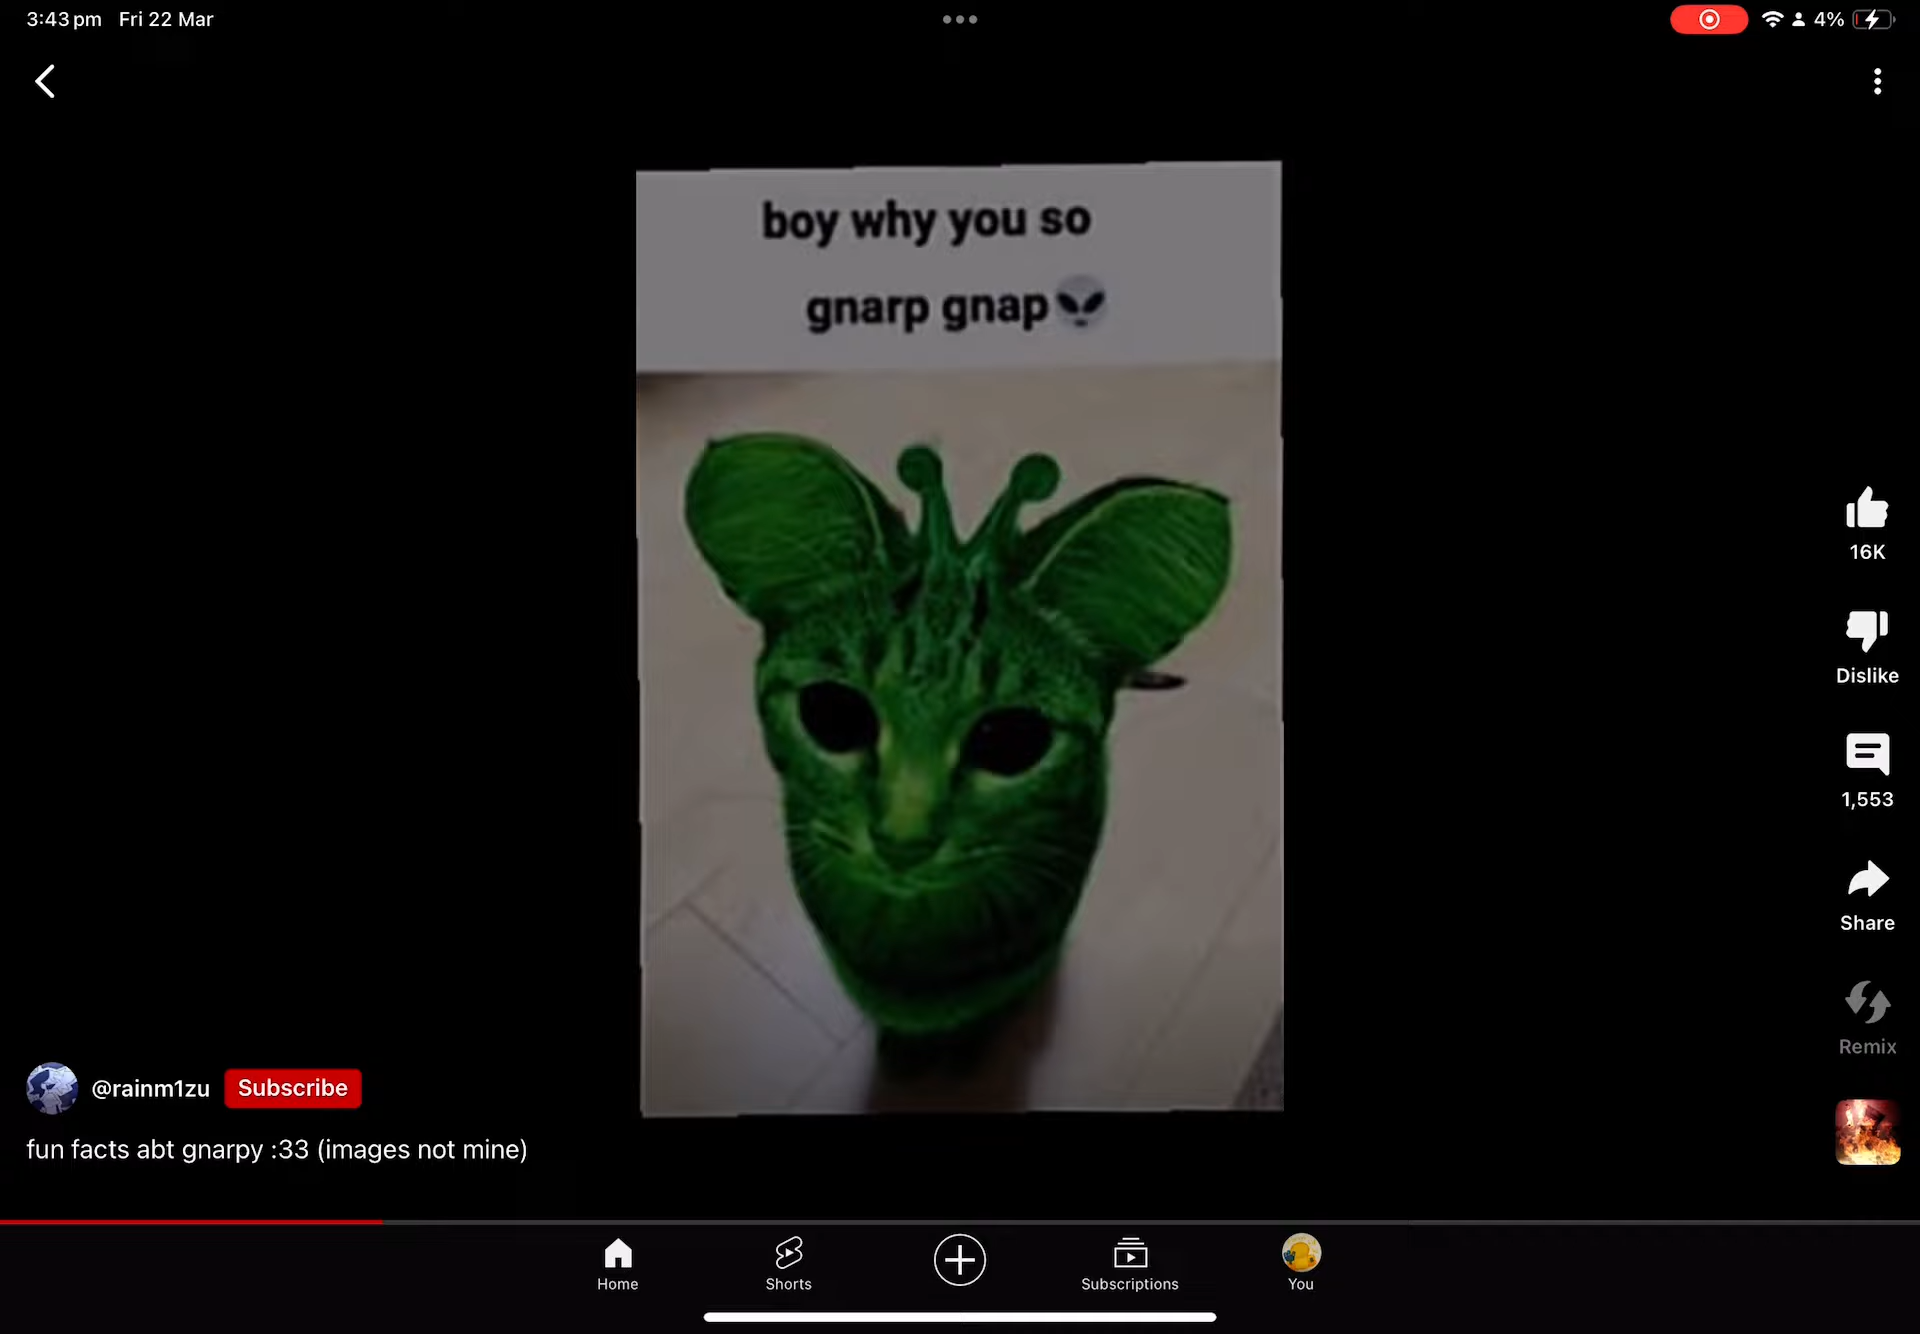 3:43 pm Fri 22 Mar
4%
boy why you so
gnarp gnap👽
16K
Dislike
1,553
Share
Remix
@rainm1zu Subscribe
fun facts abt gnarpy :33 (images not mine)
Home Shorts Subscriptions You